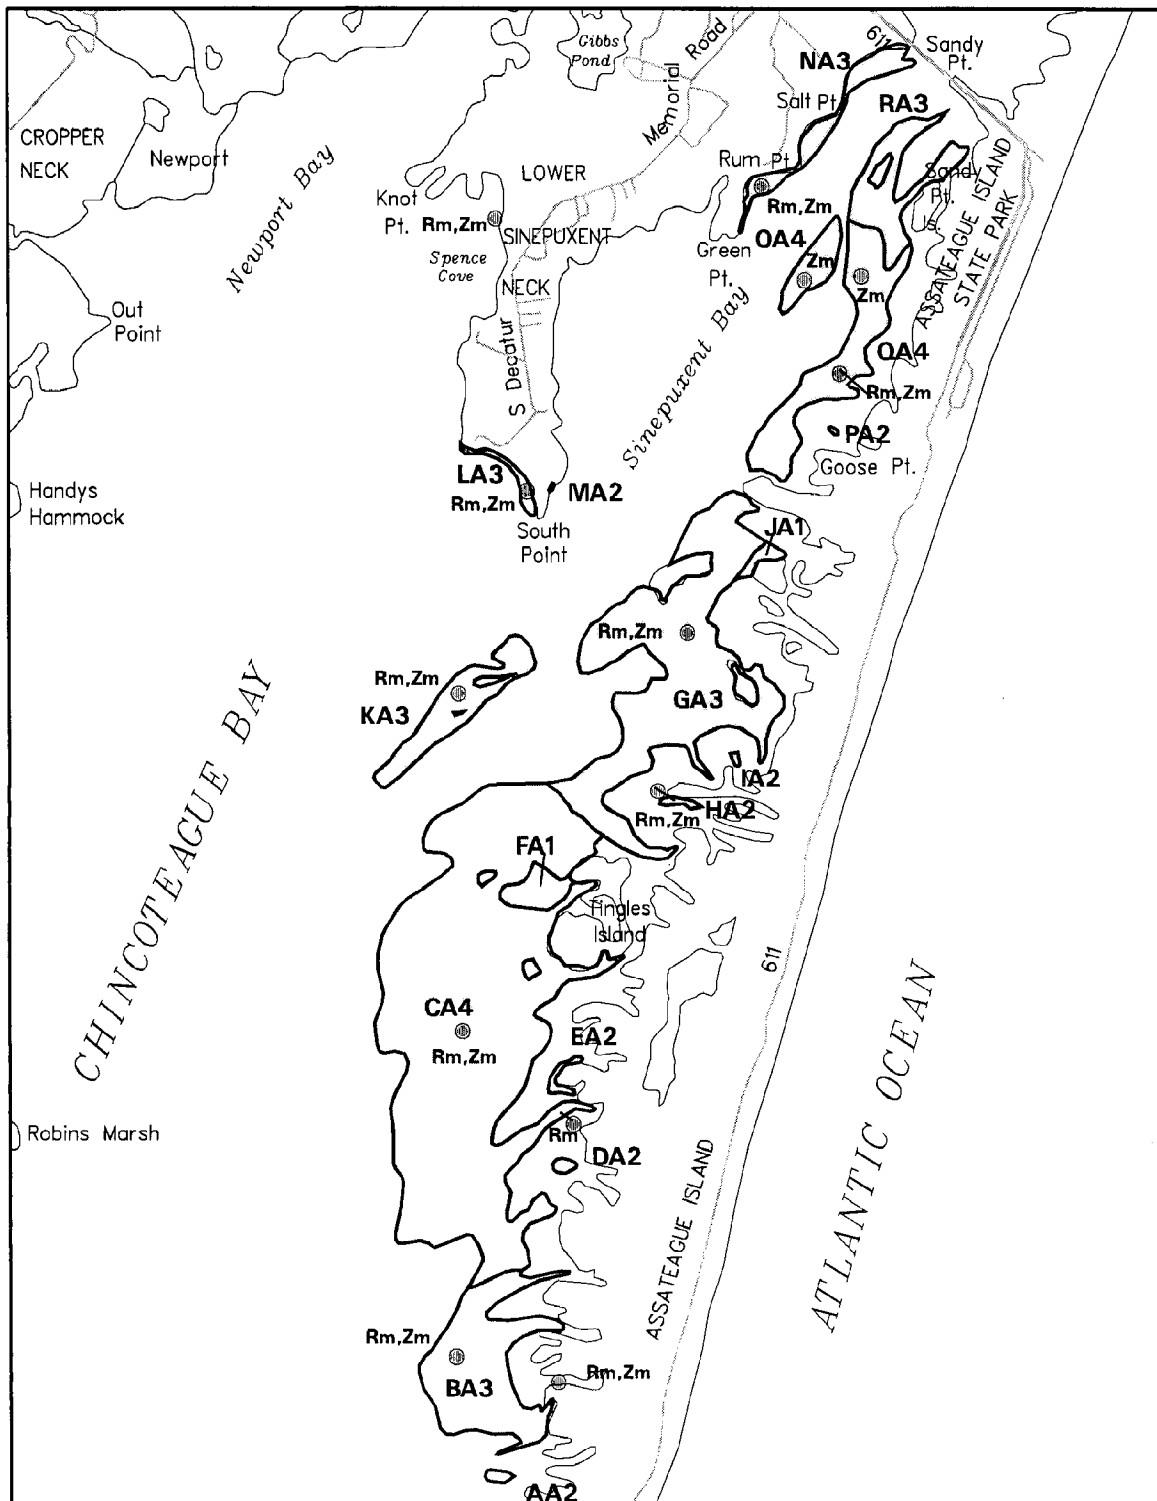 Gibbs
Pond
Road
Memorial
611
Sandy
Pt.
NA3
Salt Pt.
RA3
CROPPER
NECK
Newport
Newport Bay
LOWER
Rum Pt.
Sandy
Pt.
Is.
ASSATEAGUE ISLAND
STATE PARK
Knot
Pt.
Rm,Zm
SINEPUXENT
Spence
Cove
NECK
Rm,Zm
OA4
Green
Pt.
Zm
Zm
Out
Point
S Decatur
Sinepuxent Bay
QA4
Rm,Zm
PA2
Goose Pt.
LA3
Rm,Zm
MA2
Handys
Hammock
South
Point
JA1
Rm,Zm
Rm,Zm
KA3
GA3
IA2
HA2
Rm,Zm
CHINCOTEAGUE BAY
FA1
Tingles
Island
611
CA4
Rm,Zm
EA2
ATLANTIC OCEAN
Robins Marsh
Rm
DA2
ASSATEAGUE ISLAND
Rm,Zm
BA3
Rm,Zm
AA2